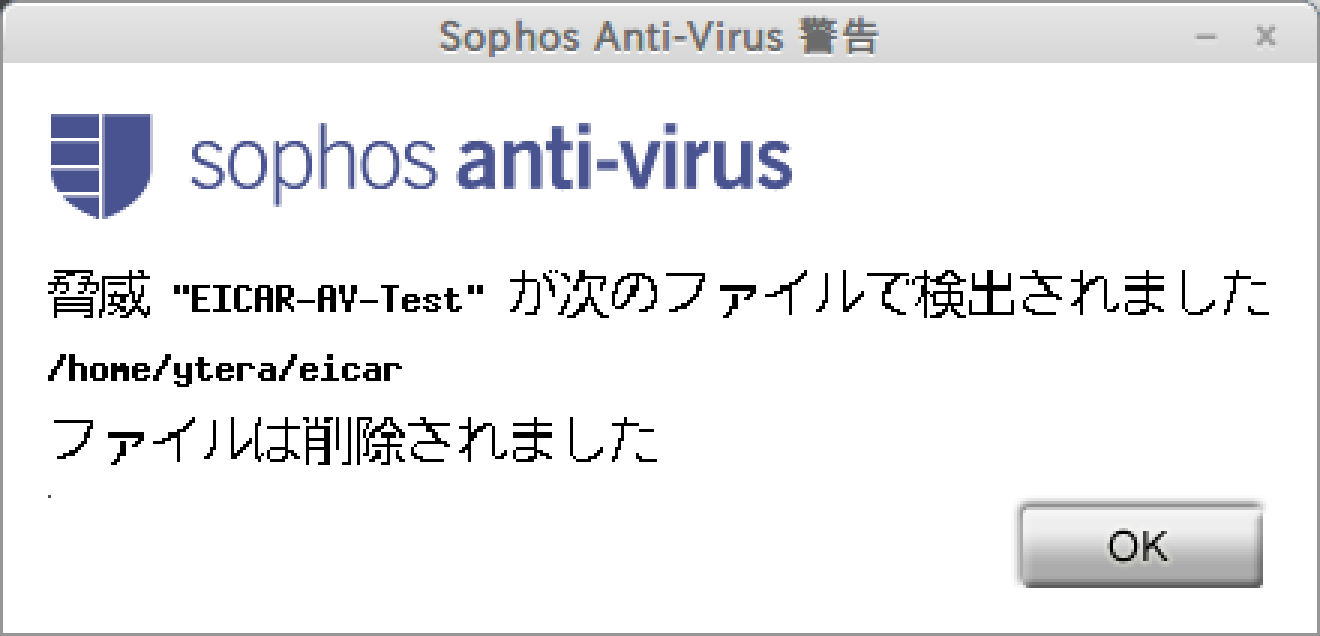 Sophos Anti-Virus 警告
sophos anti-virus
脅威 "EICAR-AV-Test" が次のファイルで検出されました
/home/ytera/eicar
ファイルは削除されました
.
OK